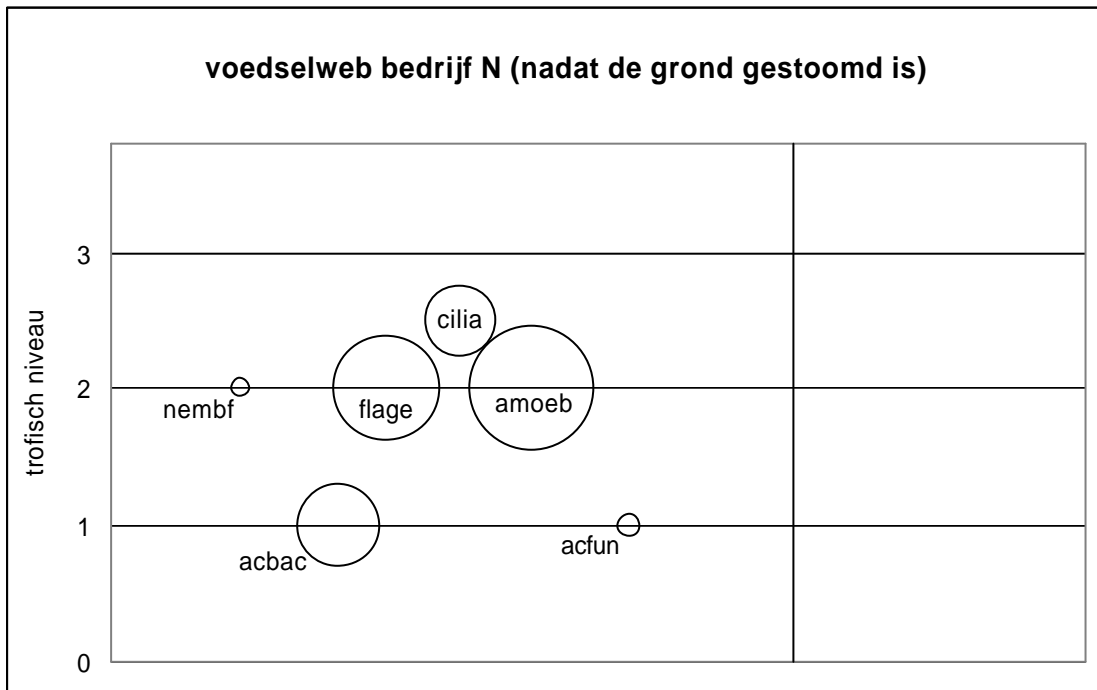 voedselweb bedrijf N (nadat de grond gestoomd is)
trofisch niveau
3
2
1
0
cilia
nembf
flage
amoeb
acbac
acfun